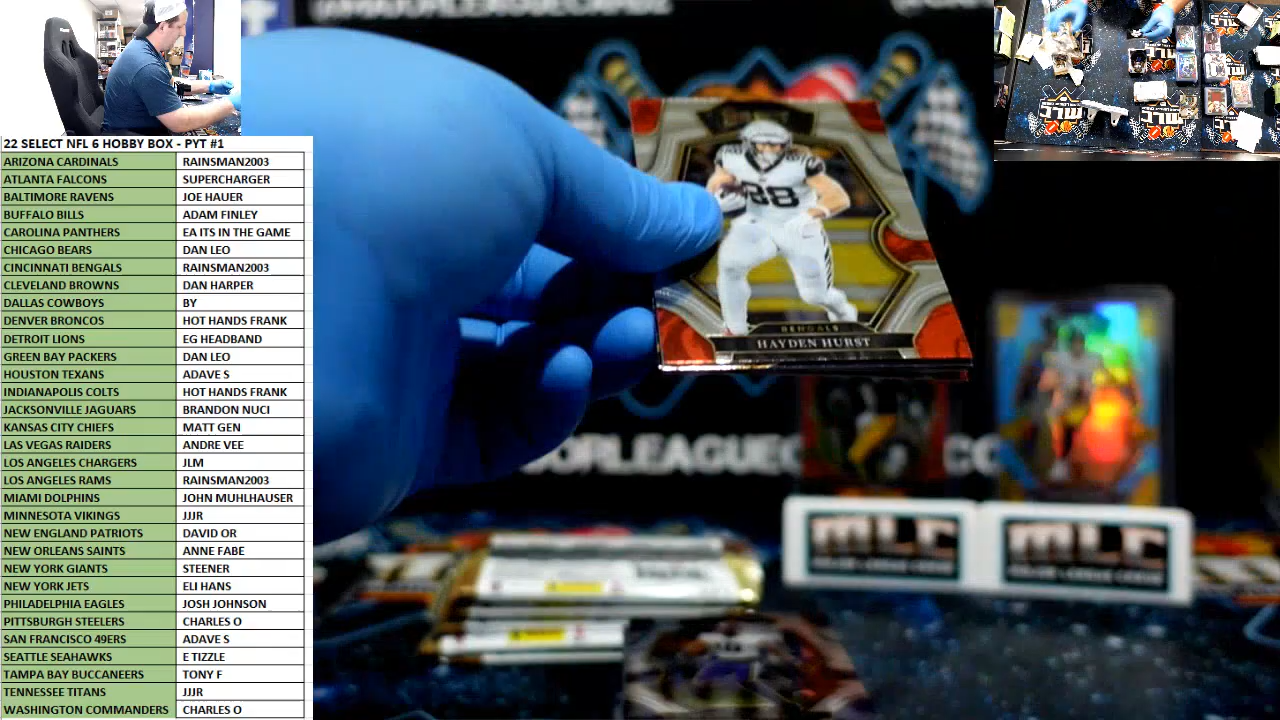 22 SELECT NFL 6 HOBBY BOX - PYT #1
ARIZONA CARDINALS RAINSMAN2003
ATLANTA FALCONS SUPERCHARGER
BALTIMORE RAVENS JOE HAUER
BUFFALO BILLS ADAM FINLEY
CAROLINA PANTHERS EA ITS IN THE GAME
CHICAGO BEARS DAN LEO
CINCINNATI BENGALS RAINSMAN2003
CLEVELAND BROWNS DAN HARPER
DALLAS COWBOYS BY
DENVER BRONCOS HOT HANDS FRANK
DETROIT LIONS EG HEADBAND
GREEN BAY PACKERS DAN LEO
HOUSTON TEXANS ADAVE S
INDIANAPOLIS COLTS HOT HANDS FRANK
JACKSONVILLE JAGUARS BRANDON NUCI
KANSAS CITY CHIEFS MATT GEN
LAS VEGAS RAIDERS ANDRE VEE
LOS ANGELES CHARGERS JLM
LOS ANGELES RAMS RAINSMAN2003
MIAMI DOLPHINS JOHN MUHLHAUSER
MINNESOTA VIKINGS JJJR
NEW ENGLAND PATRIOTS DAVID OR
NEW ORLEANS SAINTS ANNE FABE
NEW YORK GIANTS STEENER
NEW YORK JETS ELI HANS
PHILADELPHIA EAGLES JOSH JOHNSON
PITTSBURGH STEELERS CHARLES O
SAN FRANCISCO 49ERS ADAVE S
SEATTLE SEAHAWKS E TIZZLE
TAMPA BAY BUCCANEERS TONY F
TENNESSEE TITANS JJJR
WASHINGTON COMMANDERS CHARLES O
88
BENGALS
HAYDEN HURST
MLC
MLC